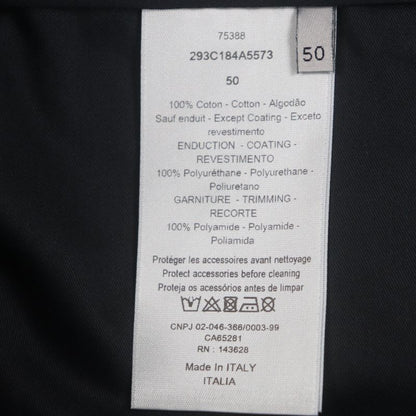 75388
293C184A5573
50
50
100% Coton - Cotton - Algodão
Sauf enduit - Except Coating - Exceto
revestimento
ENDUCTION - COATING -
REVESTIMENTO
100% Polyuréthane - Polyurethane -
Poliuretano
GARNITURE - TRIMMING -
RECORTE
100% Polyamide - Polyamide -
Poliamida
Protéger les accessoires avant nettoyage
Protect accessories before cleaning
Proteja os acessórios antes de limpar
CNPJ 02-046-366/0003-99
CA65281
RN : 143628
Made In ITALY
ITALIA